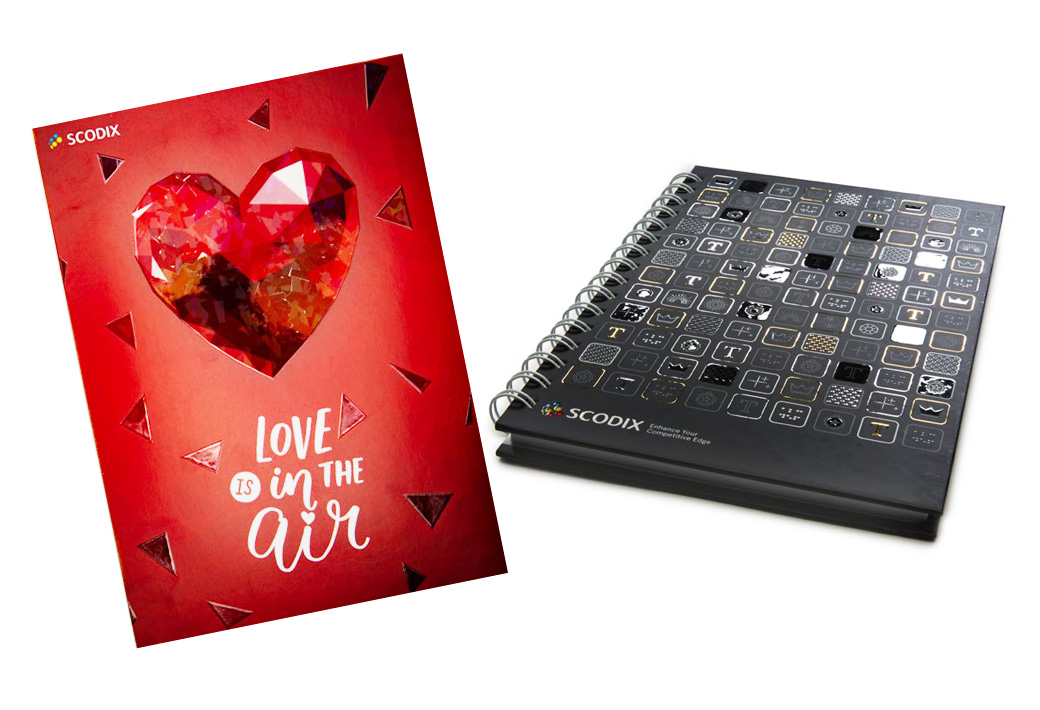 SCODIX
LOVE
IS in THE
air
SCODIX Enhance Your
Competitive Edge
T
T
T
T
T
T
T
T
T
T